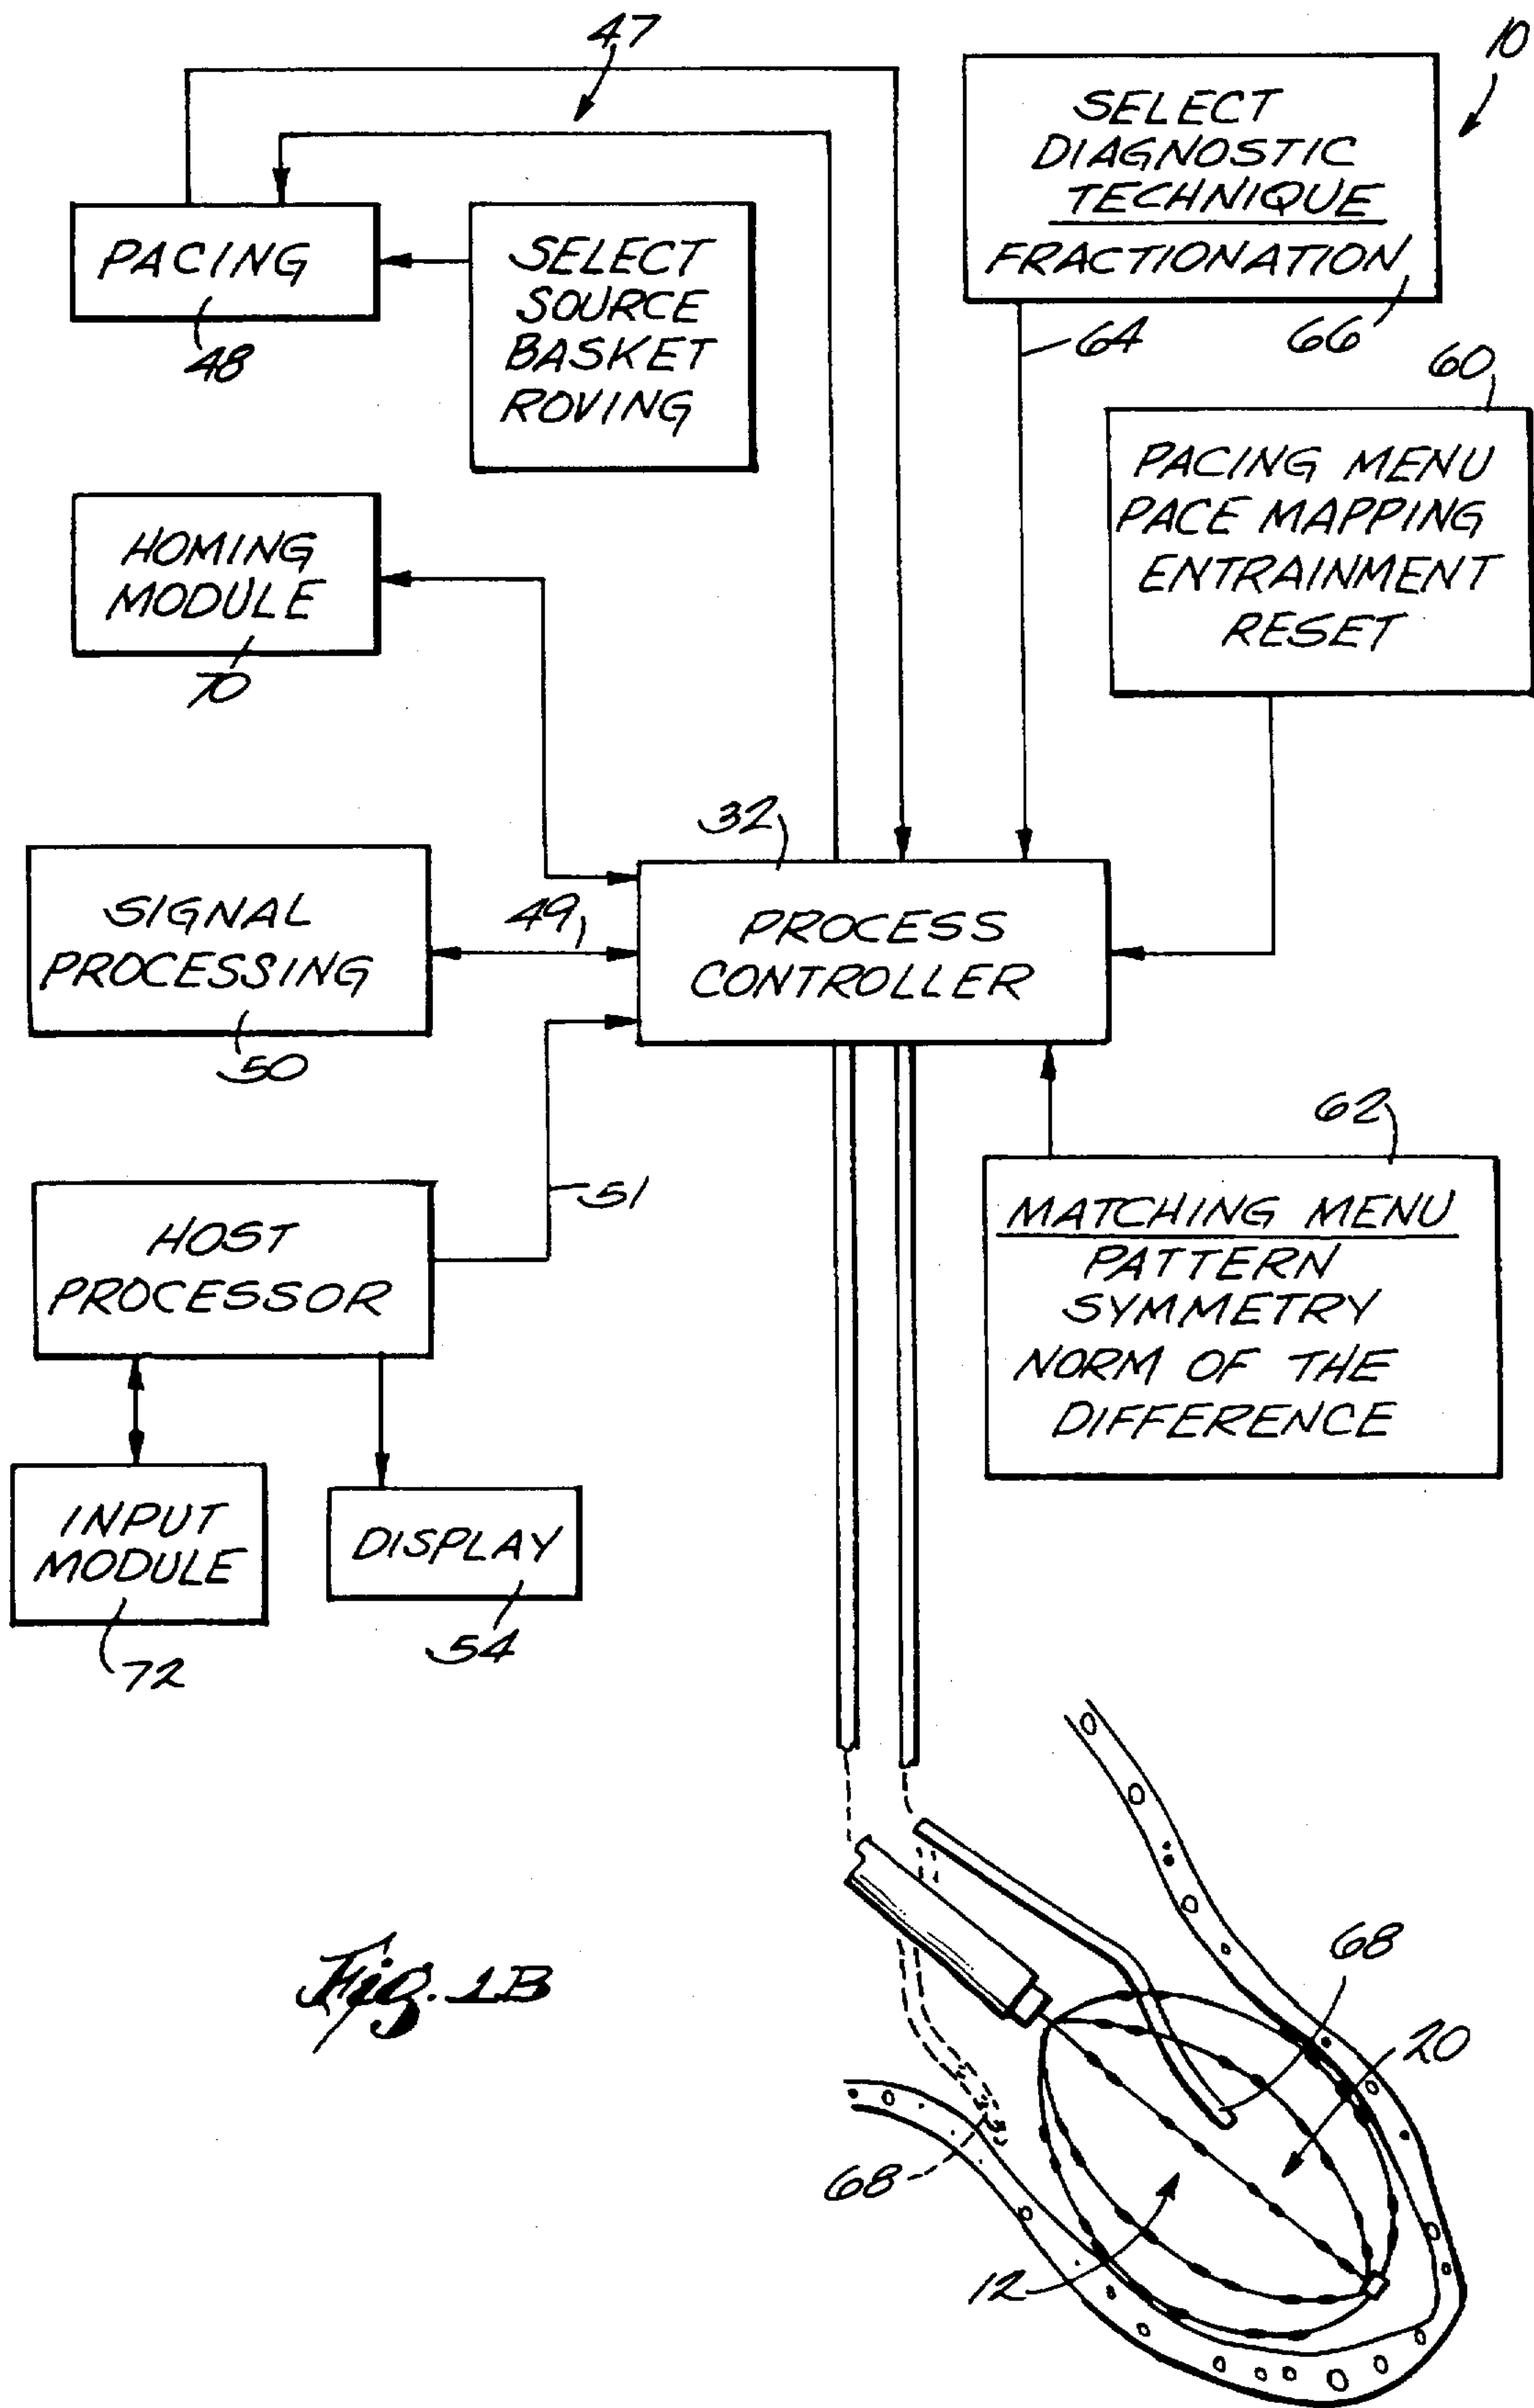 47
10
SELECT
DIAGNOSTIC
TECHNIQUE
FRACTIONATION
66
64
PACING
48
SELECT
SOURCE
BASKET
ROVING
60
PACING MENU
PACE MAPPING
ENTRAINMENT
RESET
HOMING
MODULE
70
32
PROCESS
CONTROLLER
SIGNAL
PROCESSING
49
50
51
HOST
PROCESSOR
62
MATCHING MENU
PATTERN
SYMMETRY
NORM OF THE
DIFFERENCE
INPUT
MODULE
72
DISPLAY
54
68
20
68
12
Fig. 1B